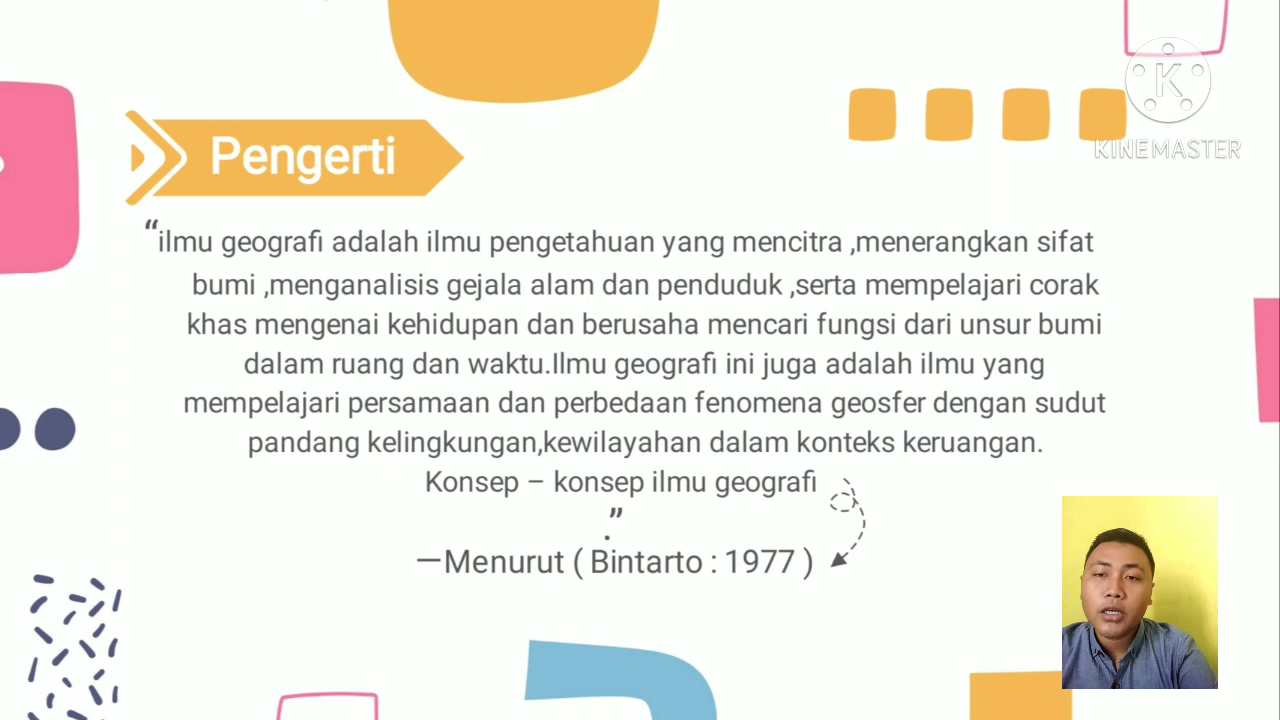 Pengerti
K
KINEMASTER
“ilmu geografi adalah ilmu pengetahuan yang mencitra ,menerangkan sifat
bumi ,menganalisis gejala alam dan penduduk ,serta mempelajari corak
khas mengenai kehidupan dan berusaha mencari fungsi dari unsur bumi
dalam ruang dan waktu.Ilmu geografi ini juga adalah ilmu yang
mempelajari persamaan dan perbedaan fenomena geosfer dengan sudut
pandang kelingkungan,kewilayahan dalam konteks keruangan.
Konsep – konsep ilmu geografi
.”
—Menurut ( Bintarto : 1977 )